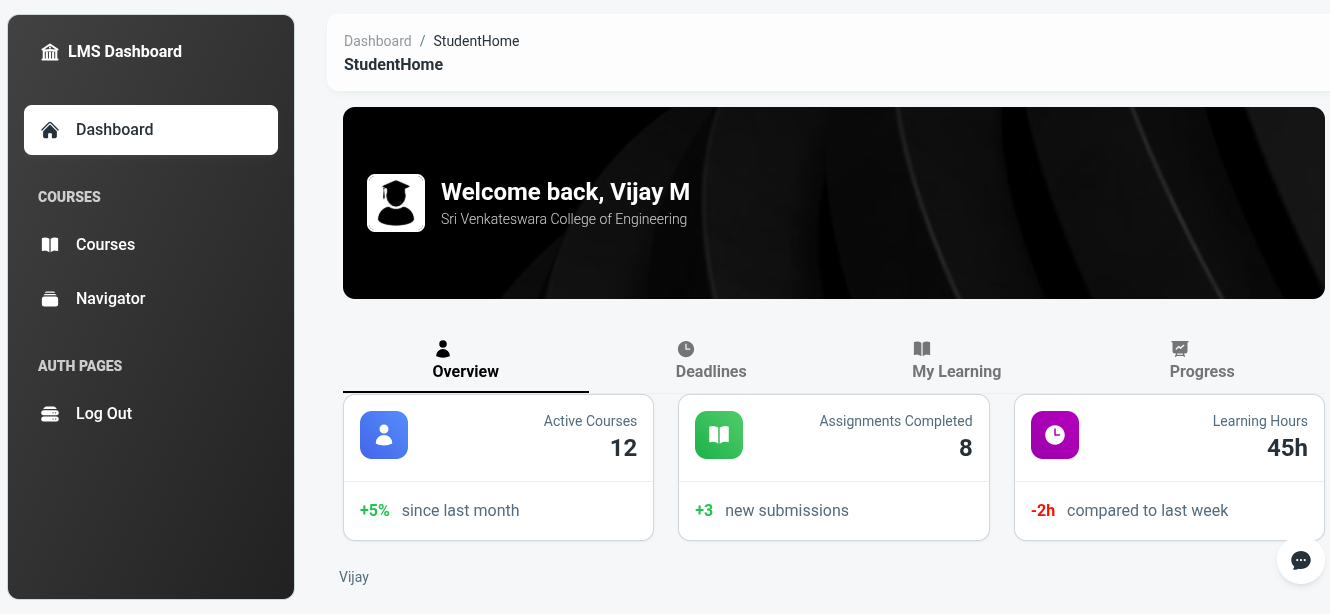 LMS Dashboard
Dashboard
COURSES
Courses
Navigator
AUTH PAGES
Log Out
Dashboard / StudentHome
StudentHome
Welcome back, Vijay M
Sri Venkateswara College of Engineering
Overview
Deadlines
My Learning
Progress
Active Courses
12
+5% since last month
Assignments Completed
8
+3 new submissions
Learning Hours
45h
-2h compared to last week
Vijay